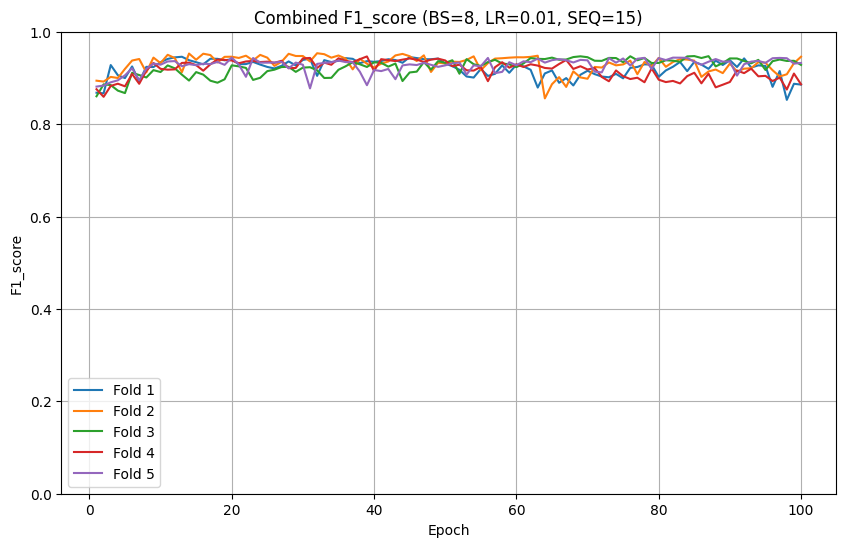 Combined F1_score (BS=8, LR=0.01, SEQ=15)
1.0
0.8
0.6
0.4
0.2
0.0
F1_score
Fold 1
Fold 2
Fold 3
Fold 4
Fold 5
0 20 40 60 80 100
Epoch